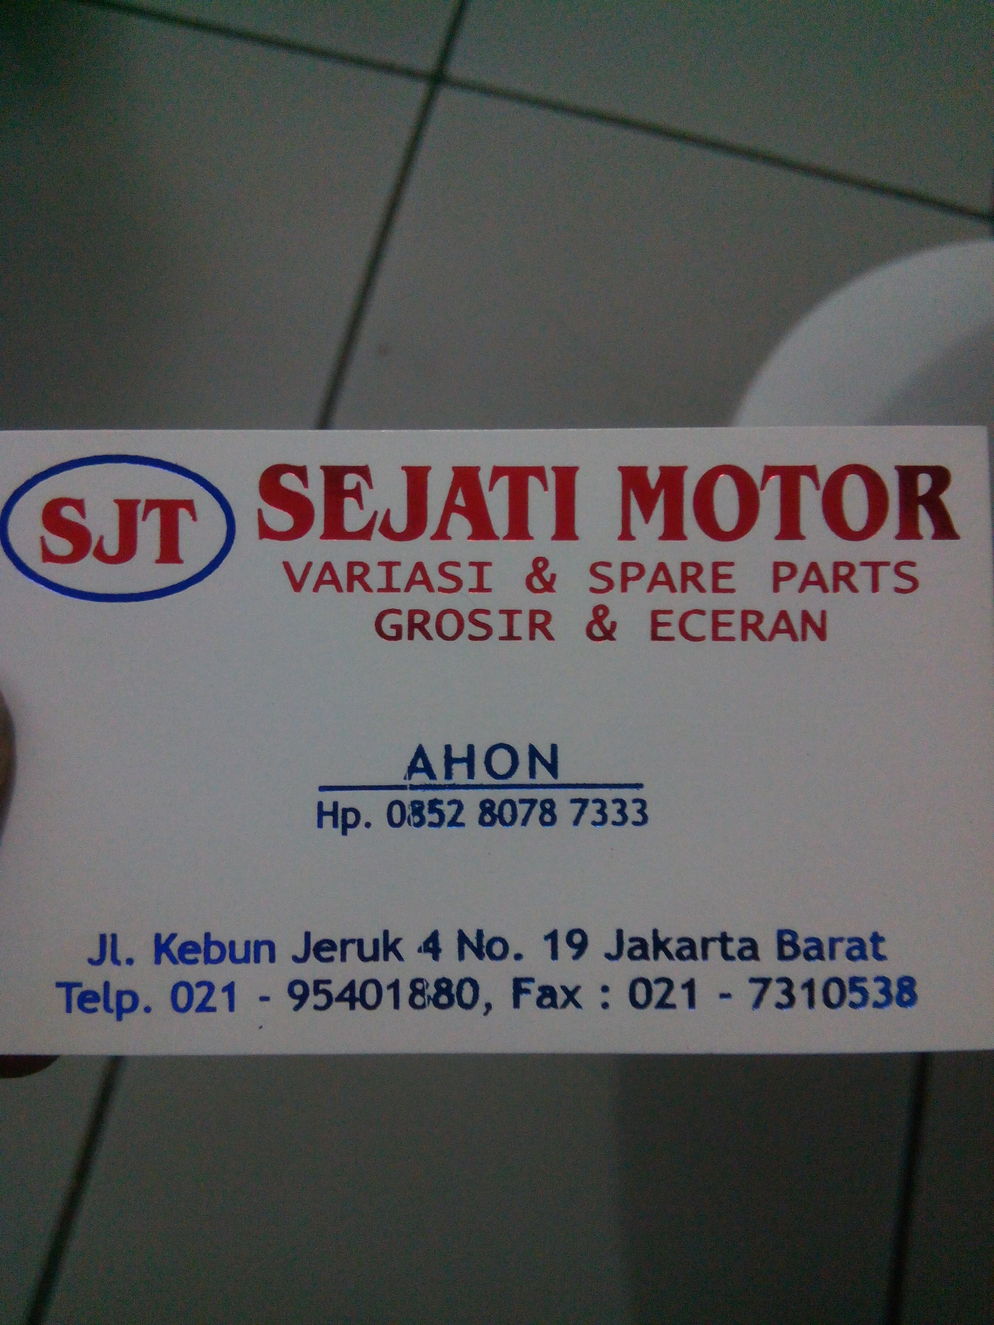 SJT
SEJATI MOTOR
VARIASI & SPARE PARTS
GROSIR & ECERAN
AHON
Hp. 0852 8078 7333
Jl. Kebun Jeruk 4 No. 19 Jakarta Barat
Telp. 021 - 95401880, Fax : 021 - 7310538